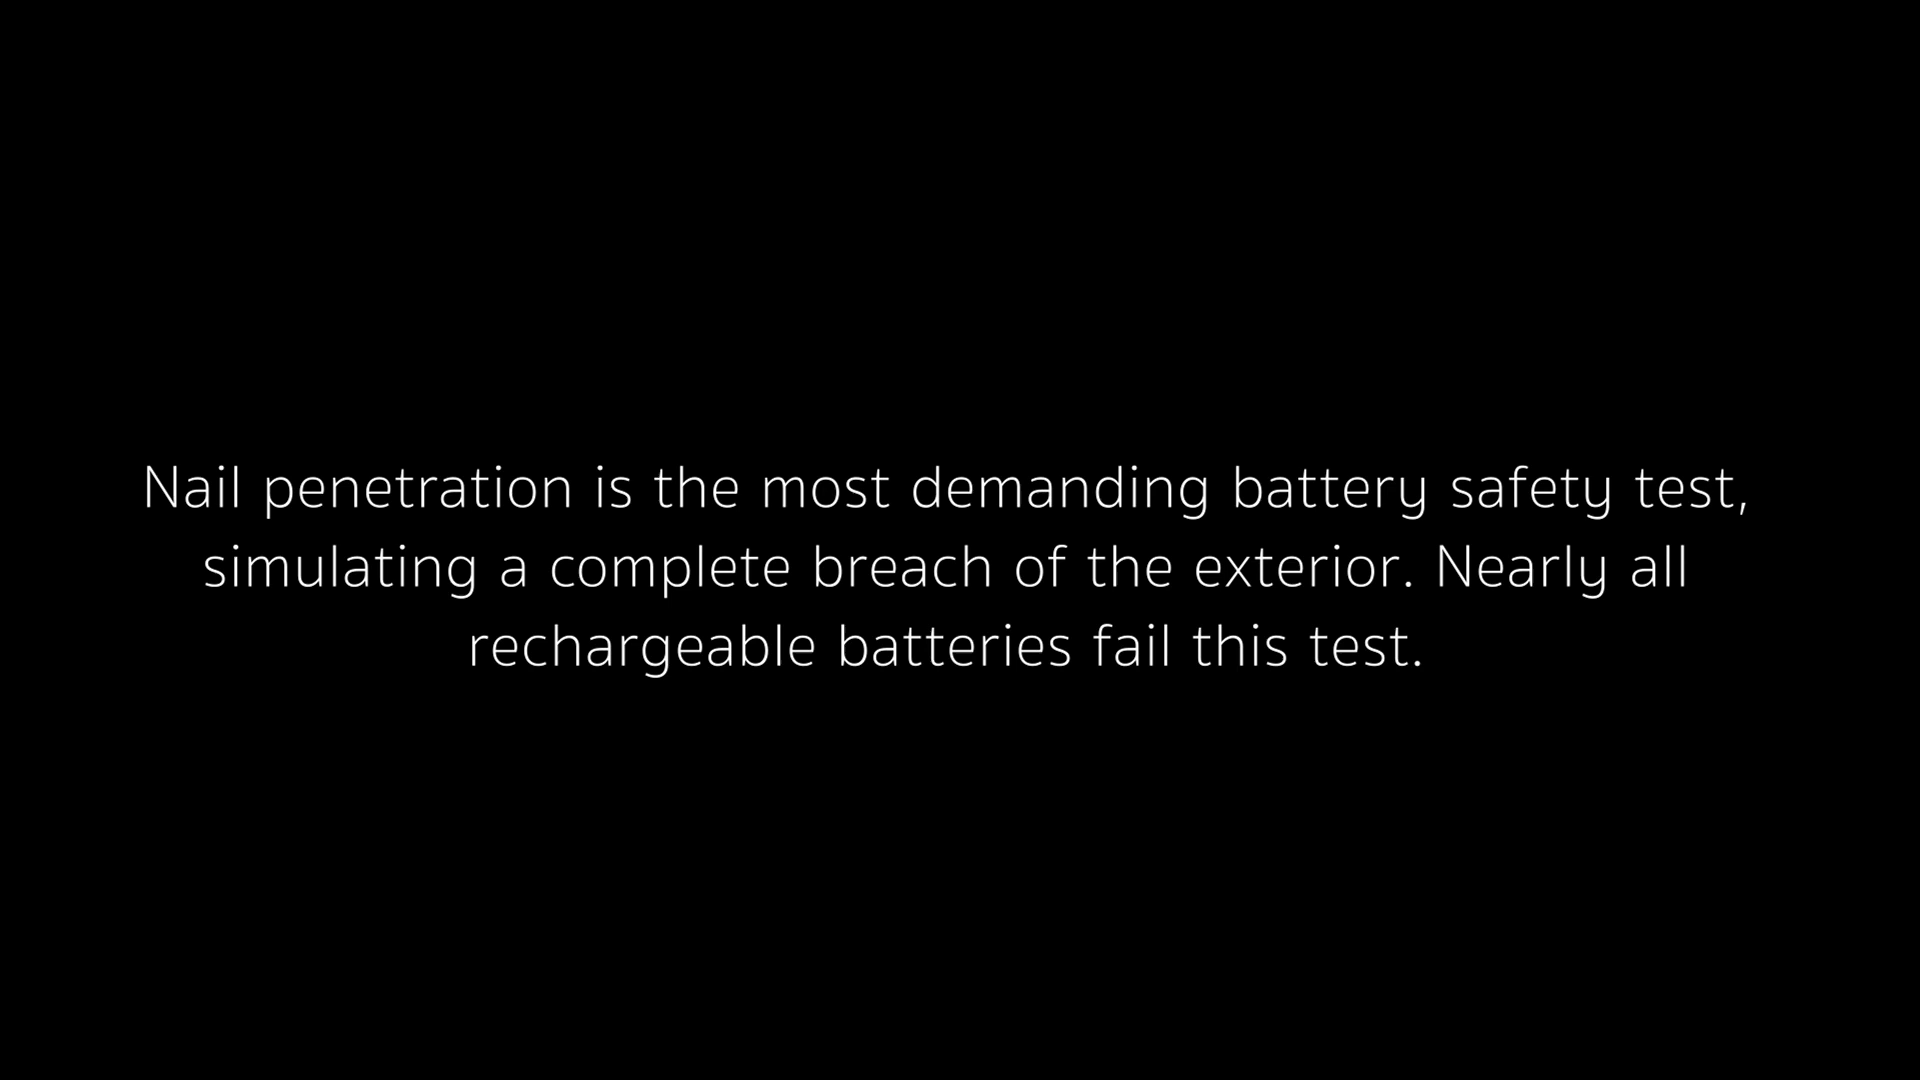 Nail penetration is the most demanding battery safety test,
simulating a complete breach of the exterior. Nearly all
rechargeable batteries fail this test.